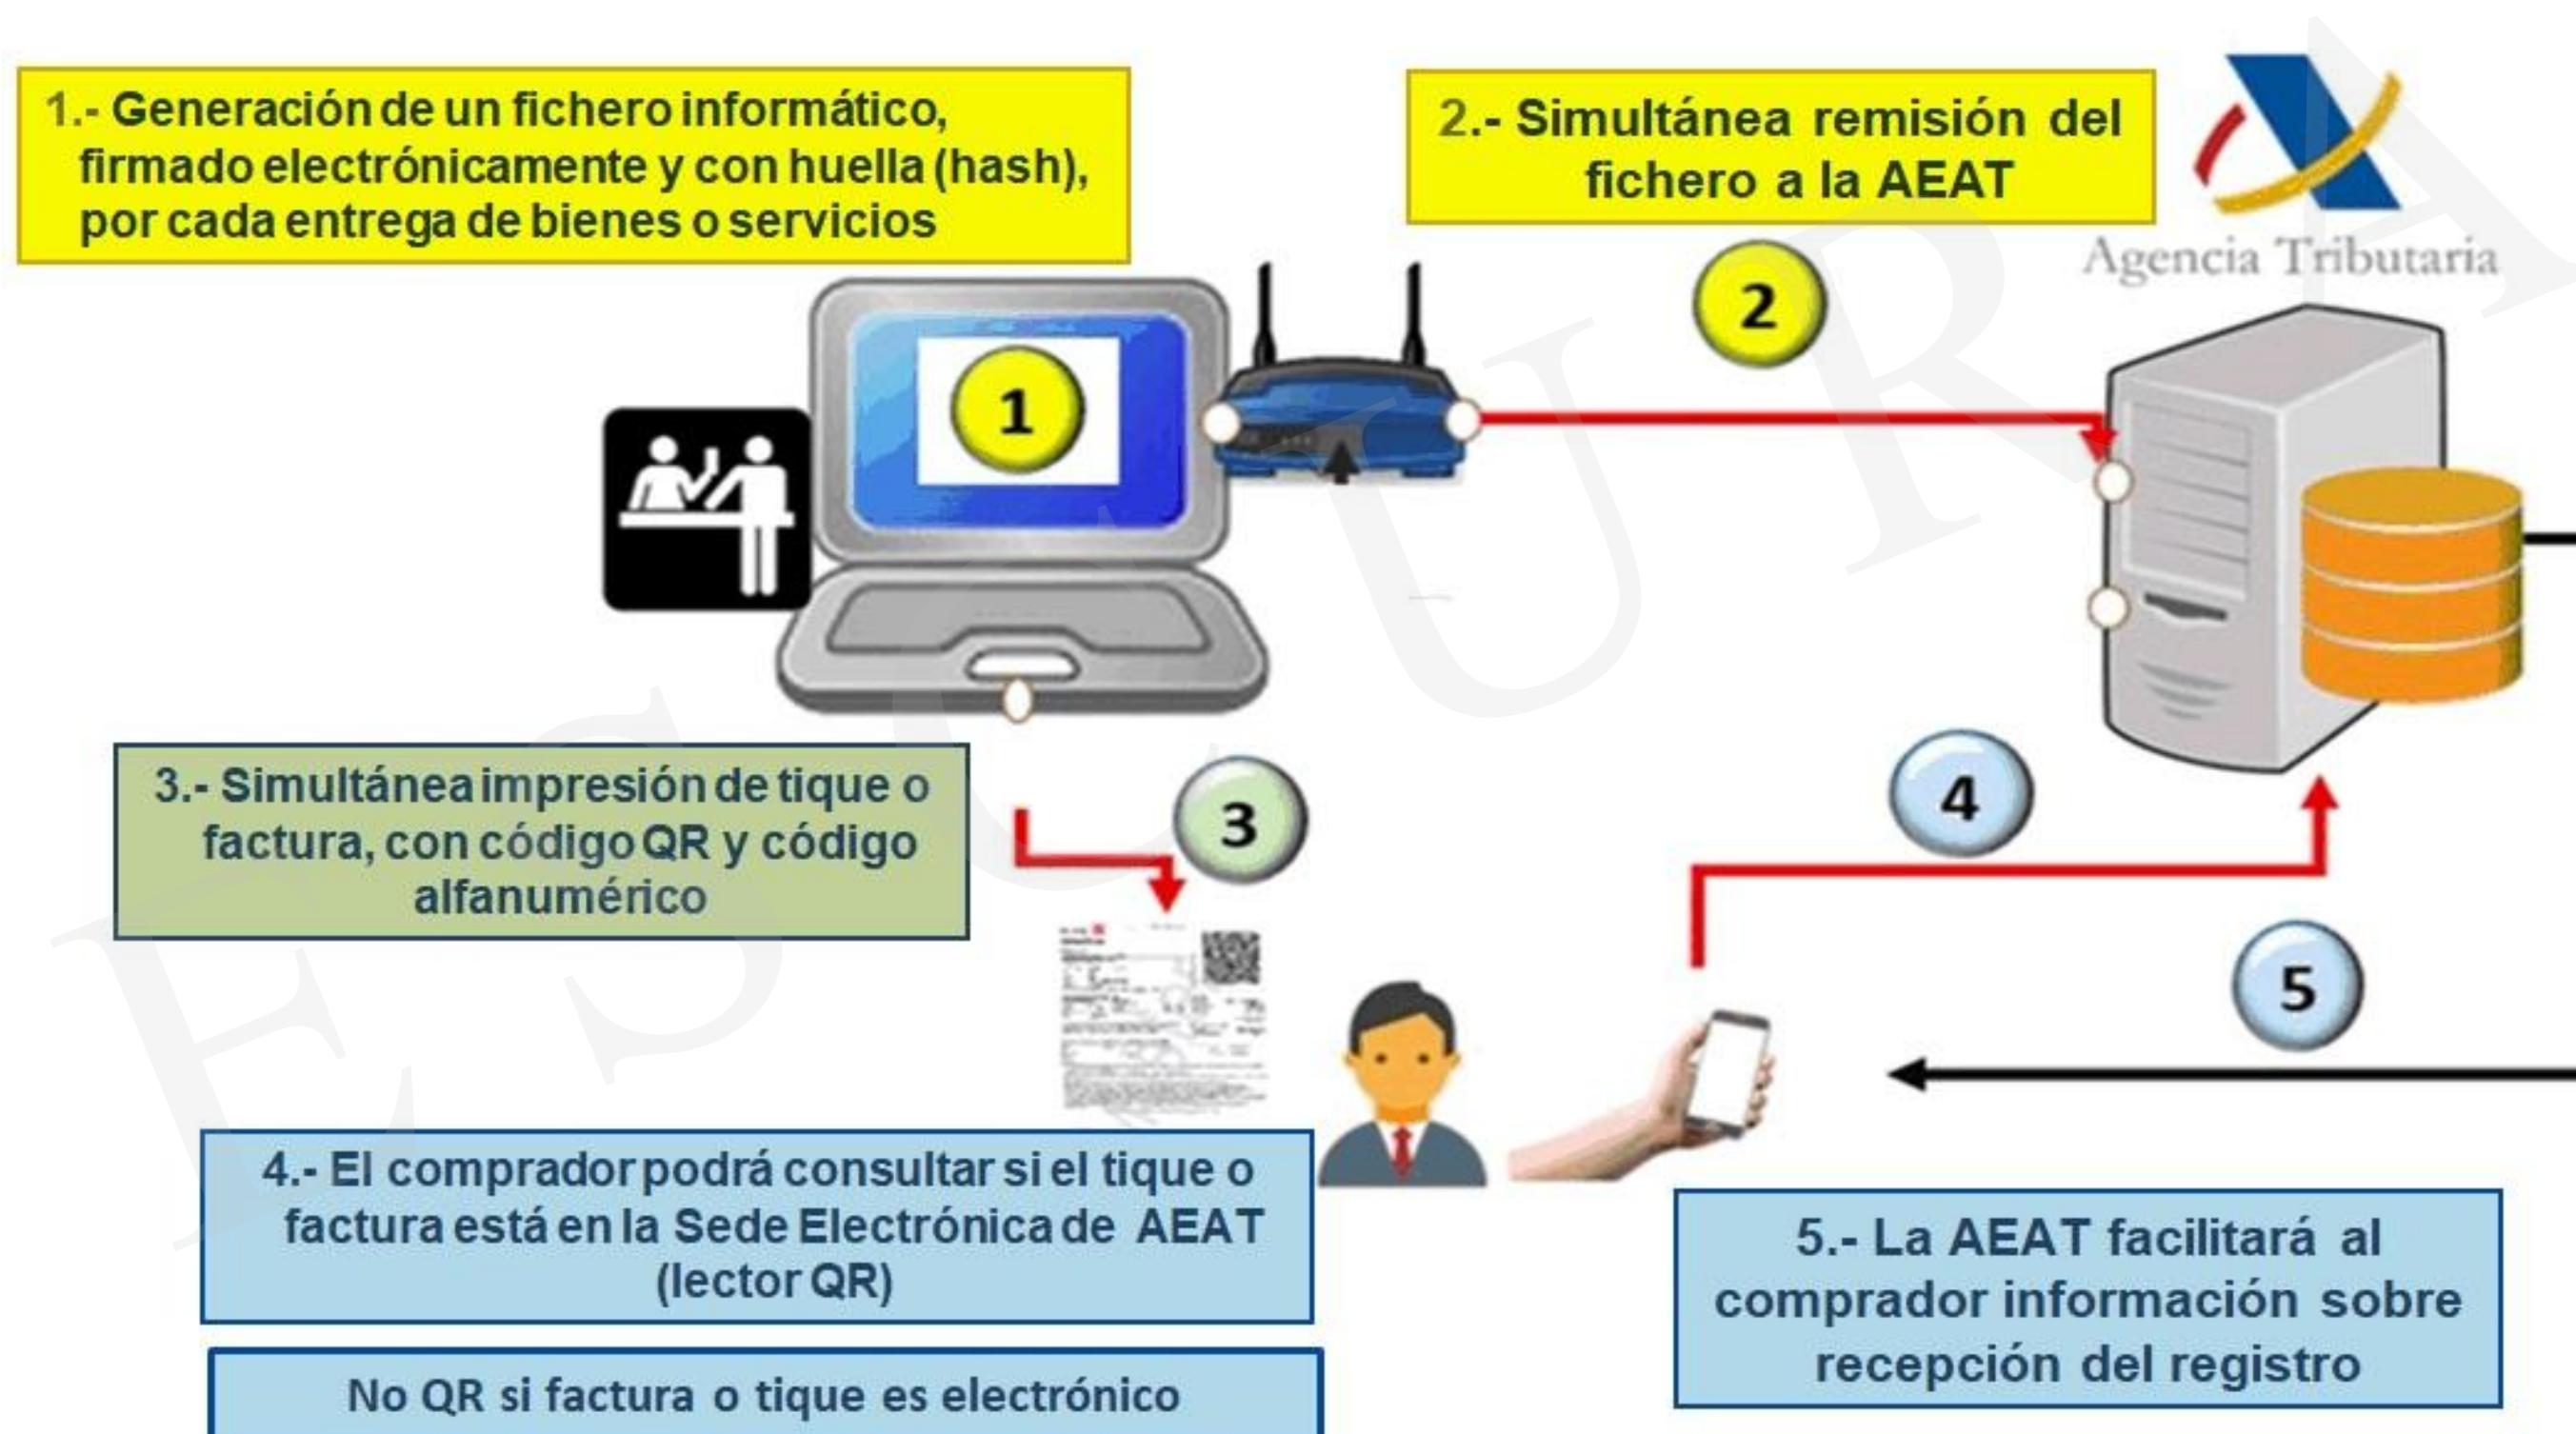 1.- Generación de un fichero informático,
firmado electrónicamente y con huella (hash),
por cada entrega de bienes o servicios
2.- Simultánea remisión del
fichero a la AEAT
Agencia Tributaria
1
2
3.- Simultánea impresión de tique o
factura, con código QR y código
alfanumérico
3
4
5
4.- El comprador podrá consultar si el tique o
factura está en la Sede Electrónica de AEAT
(lector QR)
5.- La AEAT facilitará al
comprador información sobre
recepción del registro
No QR si factura o tique es electrónico
ESCURA